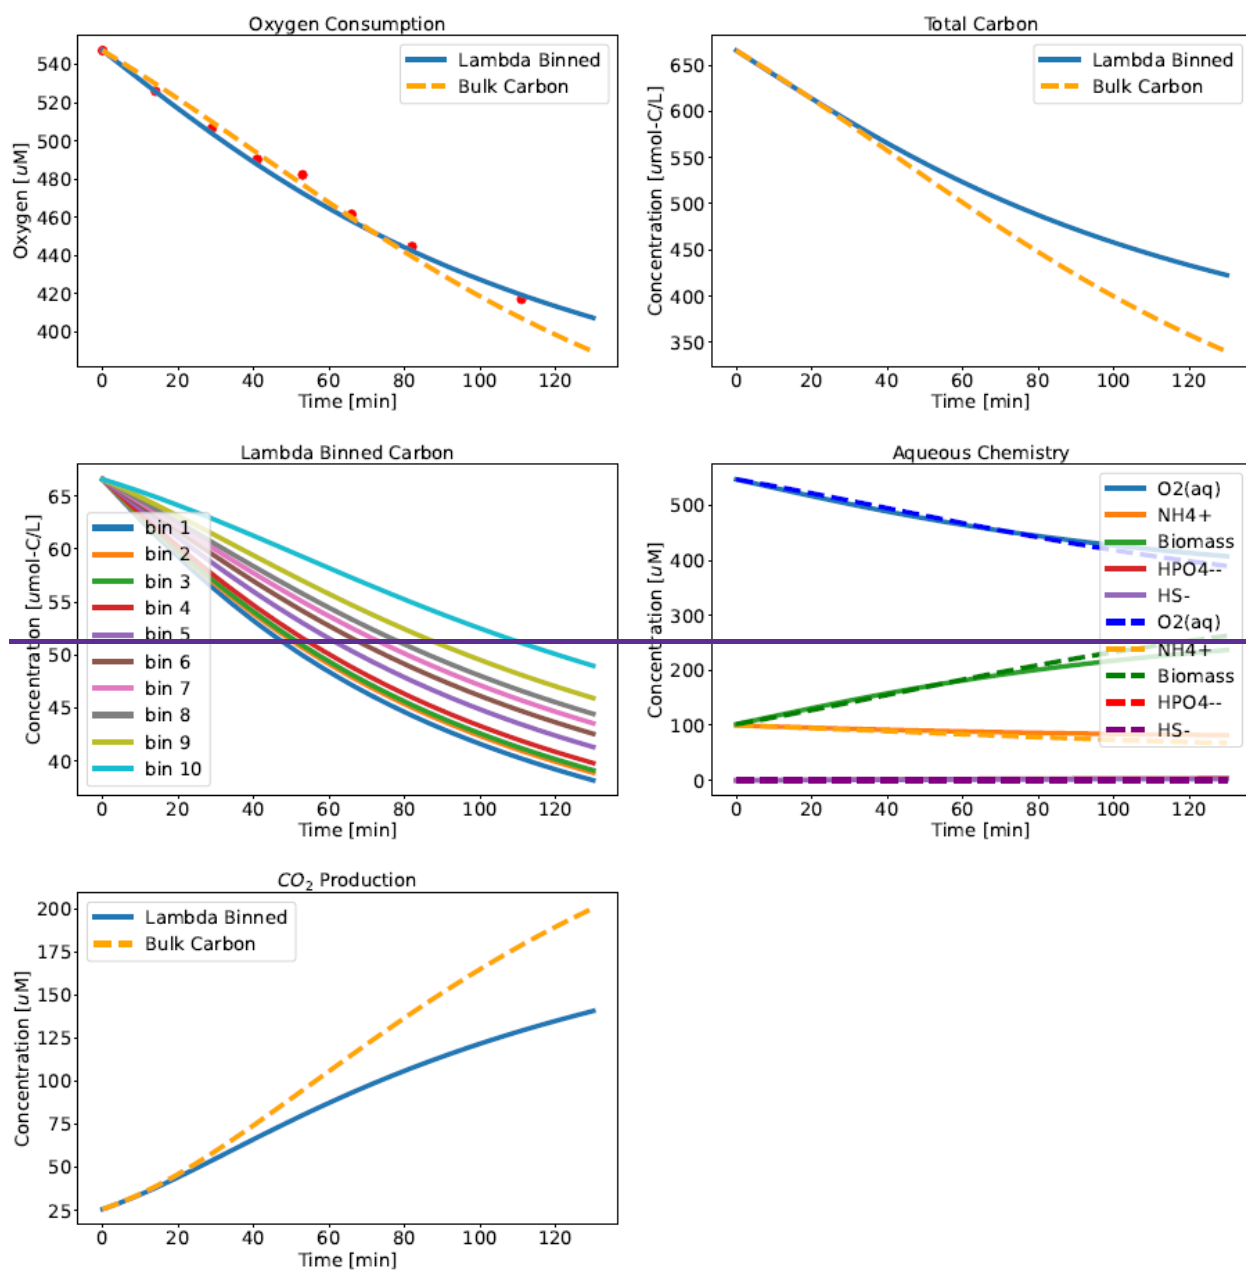 Oxygen Consumption
Oxygen [uM]
540
520
500
480
460
440
420
400
0 20 40 60 80 100 120
Time [min]
Lambda Binned
Bulk Carbon
Total Carbon
Concentration [umol-C/L]
650
600
550
500
450
400
350
0 20 40 60 80 100 120
Time [min]
Lambda Binned
Bulk Carbon
Lambda Binned Carbon
Concentration [umol-C/L]
65
60
55
50
45
40
0 20 40 60 80 100 120
Time [min]
bin 1
bin 2
bin 3
bin 4
bin 5
bin 6
bin 7
bin 8
bin 9
bin 10
Aqueous Chemistry
Concentration [uM]
500
400
300
200
100
0
0 20 40 60 80 100 120
Time [min]
O2(aq)
NH4+
Biomass
HPO4--
HS-
O2(aq)
NH4+
Biomass
HPO4--
HS-
CO₂ Production
Concentration [uM]
200
175
150
125
100
75
50
25
0 20 40 60 80 100 120
Time [min]
Lambda Binned
Bulk Carbon